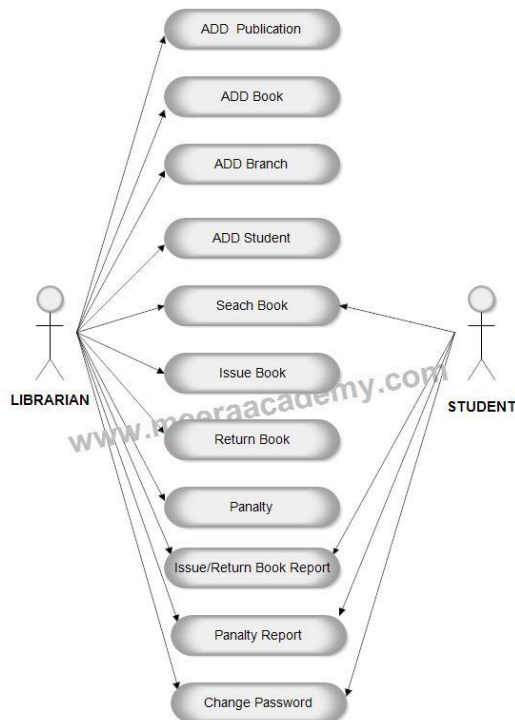 ADD Publication
ADD Book
ADD Branch
ADD Student
Seach Book
Issue Book
LIBRARIAN
STUDENT
www.meeraacademy.com
Return Book
Panalty
Issue/Return Book Report
Panalty Report
Change Password